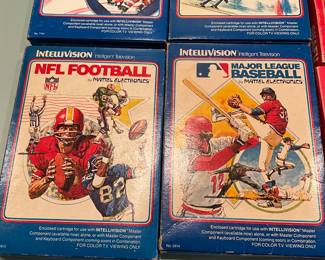 Enclosed cartridge for use with INTELLIVISION Master
Component (available now) alone, or with Master Component
and Keyboard Component (coming soon) in Combination.
FOR COLOR TV VIEWING ONLY
Enclosed cartridge for use with INTELLIVISION Master
Component (available now) alone, or with Master Component
and Keyboard Component (coming soon) in Combination.
FOR COLOR TV VIEWING ONLY
INTELLIVISION Intelligent Television
NFL FOOTBALL
by MATTEL ELECTRONICS
NFL
82
Enclosed cartridge for use with INTELLIVISION Master
Component (available now) alone, or with Master Component
and Keyboard Component (coming soon) in Combination.
FOR COLOR T.V. VIEWING ONLY
INTELLIVISION Intelligent Television
MAJOR LEAGUE
BASEBALL
by MATTEL ELECTRONICS
12
Enclosed cartridge for use with INTELLIVISION Master
Component (available now) alone, or with Master Component
and Keyboard Component (coming soon) in Combination.
No. 2614
FOR COLOR T.V. VIEWING ONLY